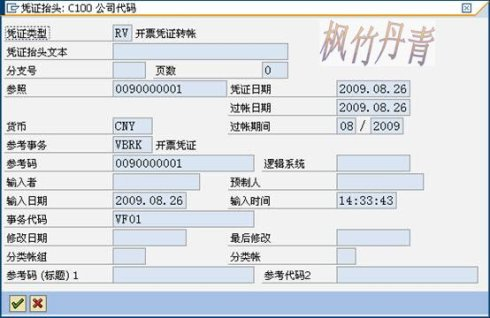 凭证抬头: C100 公司代码
枫竹丹青
凭证类型 RV 开票凭证转帐
凭证抬头文本
分支号 页数 0
参照 0090000001 凭证日期 2009.08.26
过帐日期 2009.08.26
货币 CNY 过帐期间 08 / 2009
参考事务 VBRK 开票凭证
参考码 0090000001 逻辑系统
输入者 预制人
输入日期 2009.08.26 输入时间 14:33:43
事务代码 VF01
修改日期 最后修改
分类帐组 分类帐
参考码(标题) 1 参考代码2